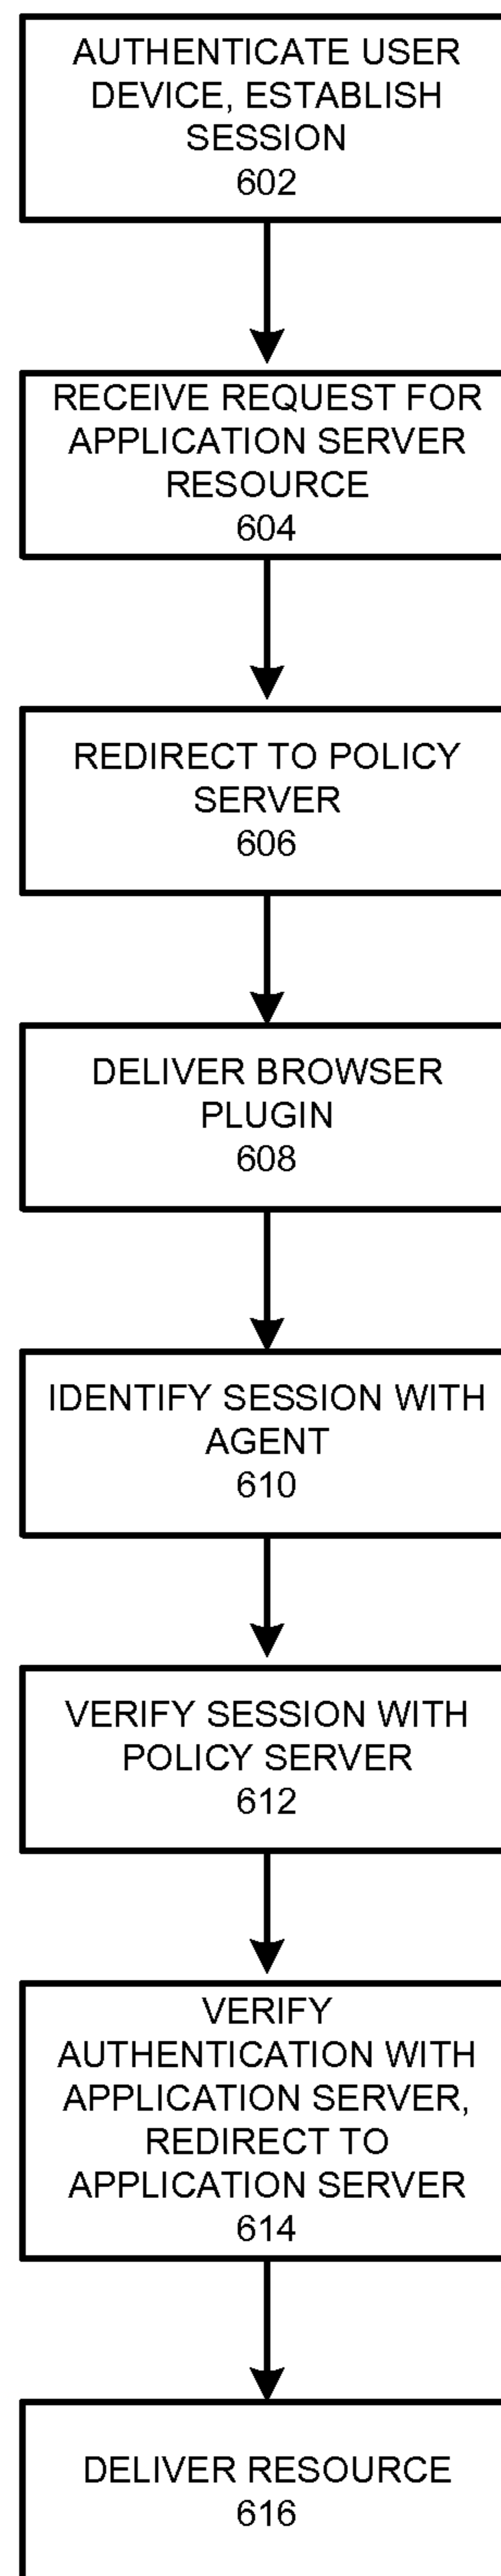 AUTHENTICATE USER
DEVICE, ESTABLISH
SESSION
602
RECEIVE REQUEST FOR
APPLICATION SERVER
RESOURCE
604
REDIRECT TO POLICY
SERVER
606
DELIVER BROWSER
PLUGIN
608
IDENTIFY SESSION WITH
AGENT
610
VERIFY SESSION WITH
POLICY SERVER
612
VERIFY
AUTHENTICATION WITH
APPLICATION SERVER,
REDIRECT TO
APPLICATION SERVER
614
DELIVER RESOURCE
616